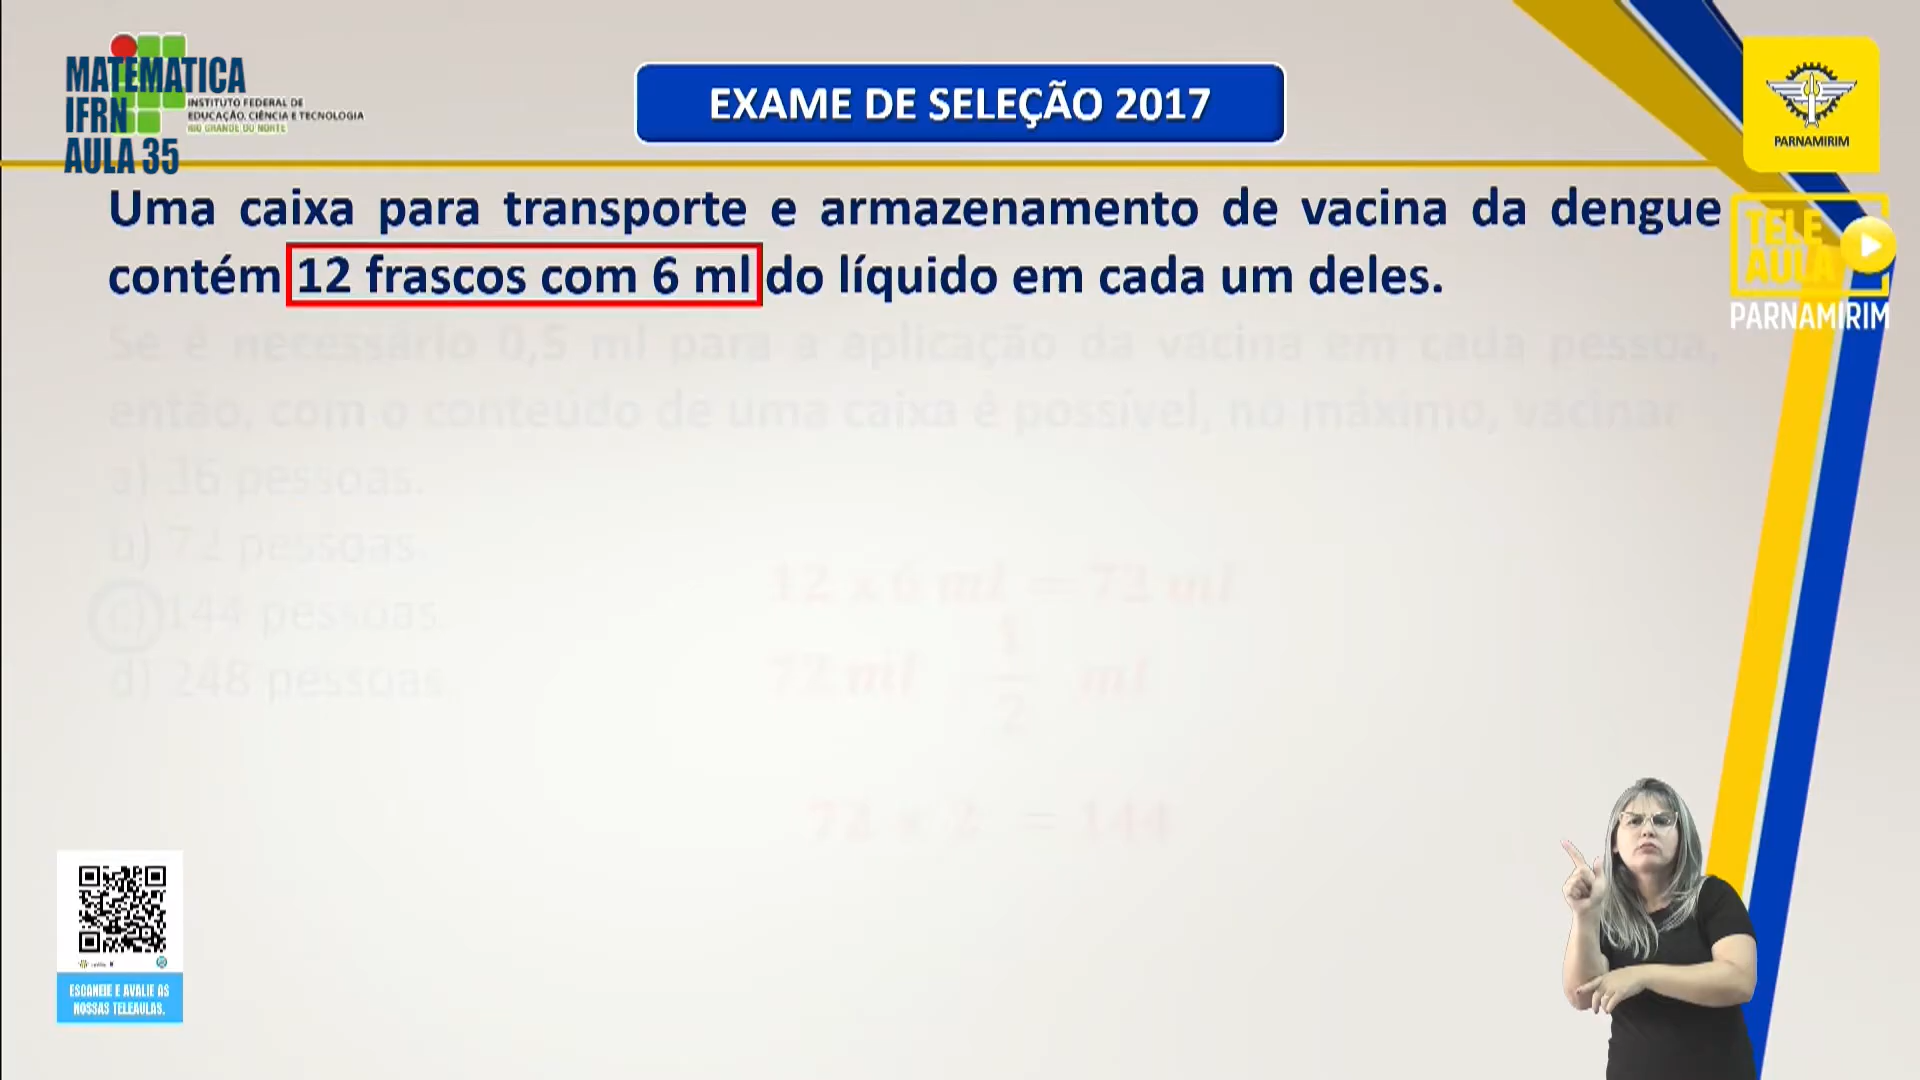 MATEMATICA
IFRN
AULA 35
INSTITUTO FEDERAL DE
EDUCAÇÃO, CIÊNCIA E TECNOLOGIA
RIO GRANDE DO NORTE
EXAME DE SELEÇÃO 2017
PARNAMIRIM
TELE
AULA
PARNAMIRIM
Uma caixa para transporte e armazenamento de vacina da dengue
contém 12 frascos com 6 ml do líquido em cada um deles.
Se é necessário 0,5 ml para a aplicação da vacina em cada pessoa,
então, com o conteúdo de uma caixa é possível, no máximo, vacinar
a) 36 pessoas.
b) 72 pessoas.
c) 144 pessoas.
d) 248 pessoas.
12 x 6 ml = 72 ml
72 ml : 1/2 ml
72 x 2 = 144
ESCANEIE E AVALIE AS
NOSSAS TELEAULAS.